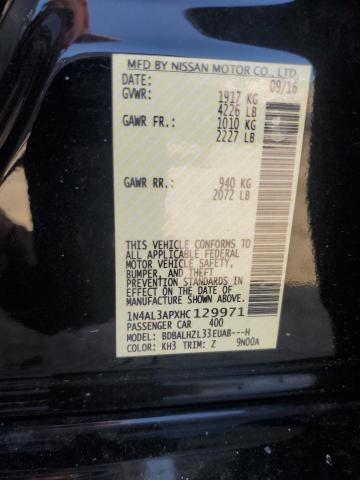 MFD BY NISSAN MOTOR CO., LTD.
DATE: 09/16
GVWR: 1917 KG
4226 LB
GAWR FR.: 1010 KG
2227 LB
GAWR RR.: 940 KG
2072 LB
THIS VEHICLE CONFORMS TO
ALL APPLICABLE FEDERAL
MOTOR VEHICLE SAFETY,
BUMPER, AND THEFT
PREVENTION STANDARDS IN
EFFECT ON THE DATE OF
MANUFACTURE SHOWN ABOVE.
1N4AL3APXHC129971
PASSENGER CAR 400
MODEL: BDBALHZL33EUAB---H
COLOR: KH3 TRIM: Z 9N00A